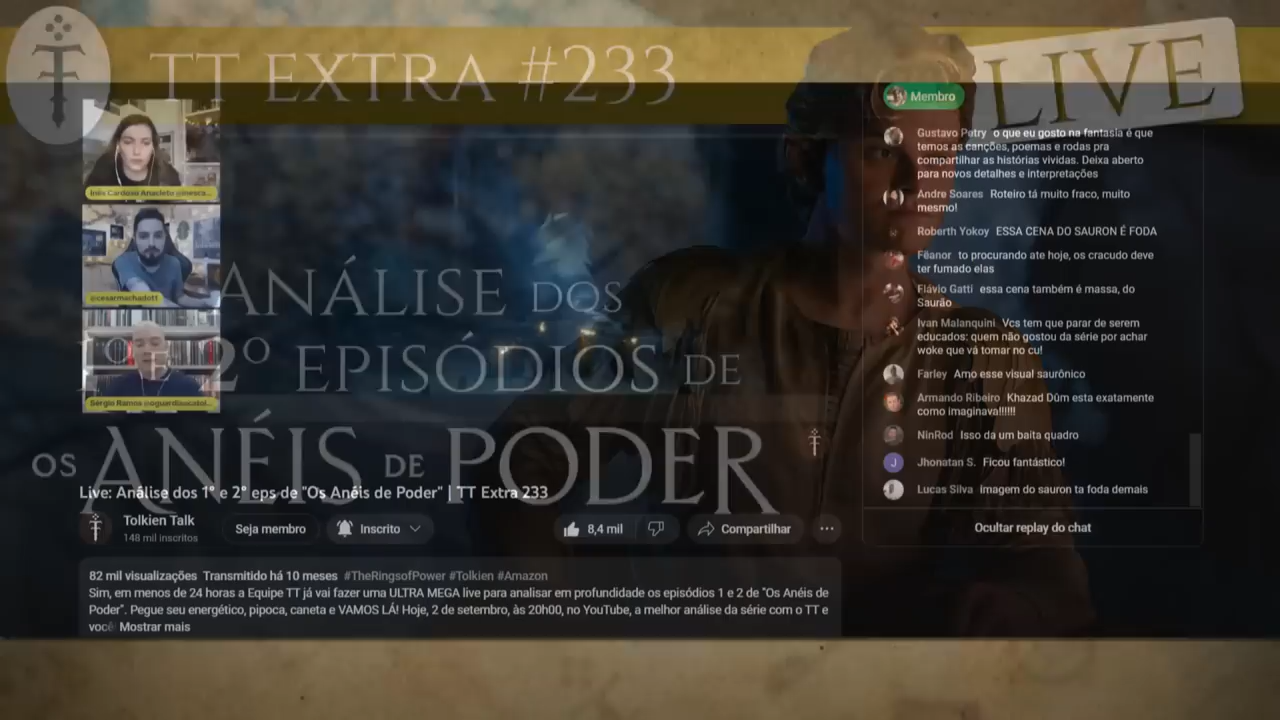 TT EXTRA #233
LIVE
Membro
Gustavo Petry o que eu gosto na fantasia é que
temos as canções, poemas e rodas pra
compartilhar as histórias vividas. Deixa aberto
para novos detalhes e interpretações
Andre Soares Roteiro tá muito fraco, muito
mesmo!
Roberth Yokoy ESSA CENA DO SAURON É FODA
Fëanor to procurando ate hoje, os cracudo deve
ter fumado elas
Flávio Gatti essa cena também é massa, do
Saurão
Ivan Malanquini Vcs tem que parar de serem
educados: quem não gostou da série por achar
woke que vá tomar no cu!
Farley Amo esse visual saurônico
Armando Ribeiro Khazad Dûm esta exatamente
como imaginava!!!!!!
NinRod Isso da um baita quadro
J Jhonatan S. Ficou fantástico!
Lucas Silva imagem do sauron ta foda demais
Ocultar replay do chat
Inês Cardoso Anacleto
@cesarmachadott
Sérgio Ramos
ANÁLISE DOS
1º E 2º EPISÓDIOS DE
OS ANÉIS DE PODER
Live: Análise dos 1° e 2° eps de "Os Anéis de Poder" | TT Extra 233
Tolkien Talk
148 mil inscritos
Seja membro
Inscrito
8,4 mil
Compartilhar
82 mil visualizações Transmitido há 10 meses #TheRingsofPower #Tolkien #Amazon
Sim, em menos de 24 horas a Equipe TT já vai fazer uma ULTRA MEGA live para analisar em profundidade os episódios 1 e 2 de "Os Anéis de
Poder". Pegue seu energético, pipoca, caneta e VAMOS LÁ! Hoje, 2 de setembro, às 20h00, no YouTube, a melhor análise da série com o TT e
você Mostrar mais